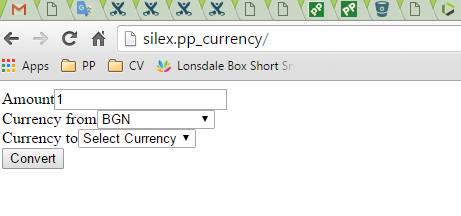 silex.pp_currency/
Apps PP CV Lonsdale Box Short Sr
Amount 1
Currency from BGN
Currency to Select Currency
Convert